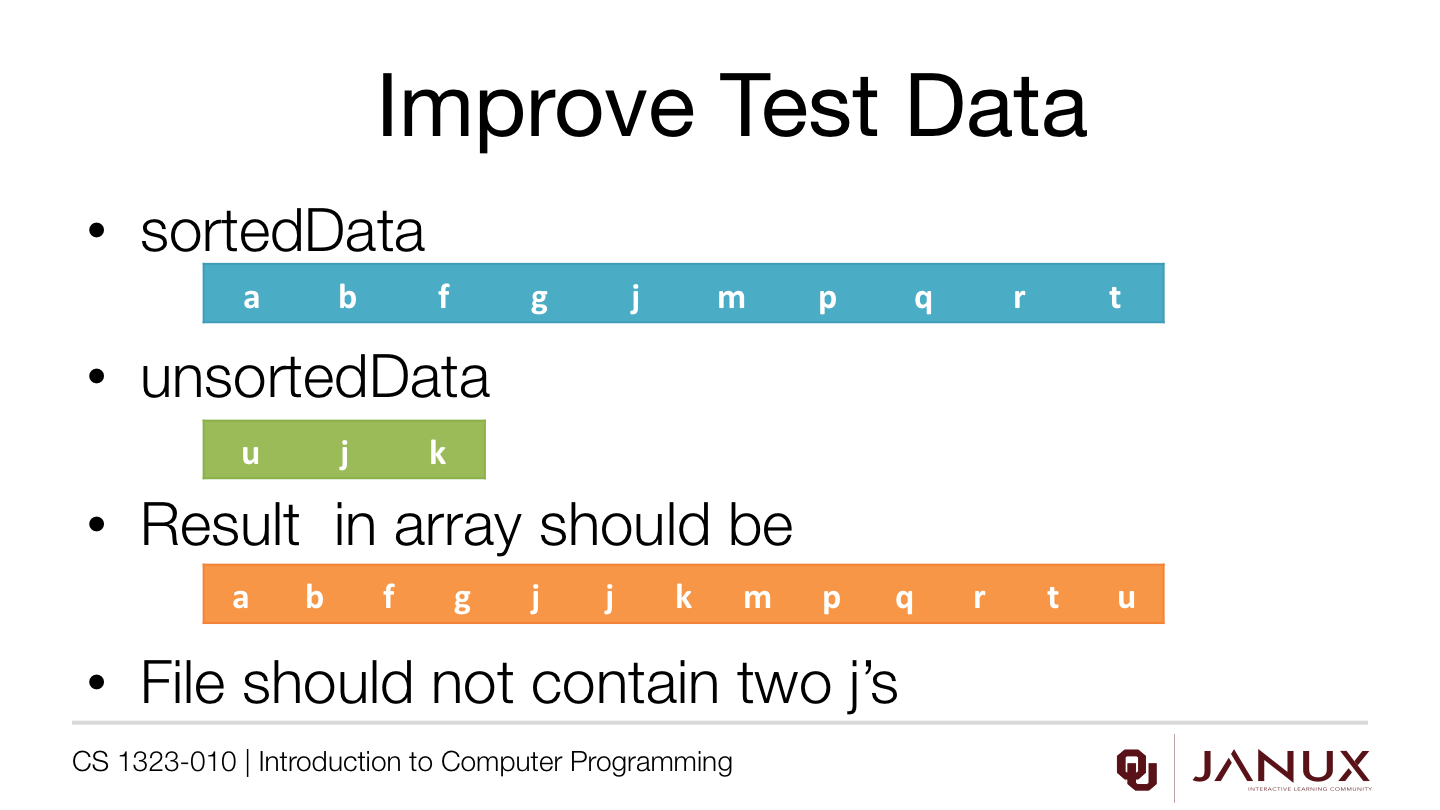 Improve Test Data
• sortedData
a b f g j m p q r t
• unsortedData
u j k
• Result in array should be
a b f g j j k m p q r t u
• File should not contain two j’s
CS 1323-010 | Introduction to Computer Programming
OU
JANUX
INTERACTIVE LEARNING COMMUNITY